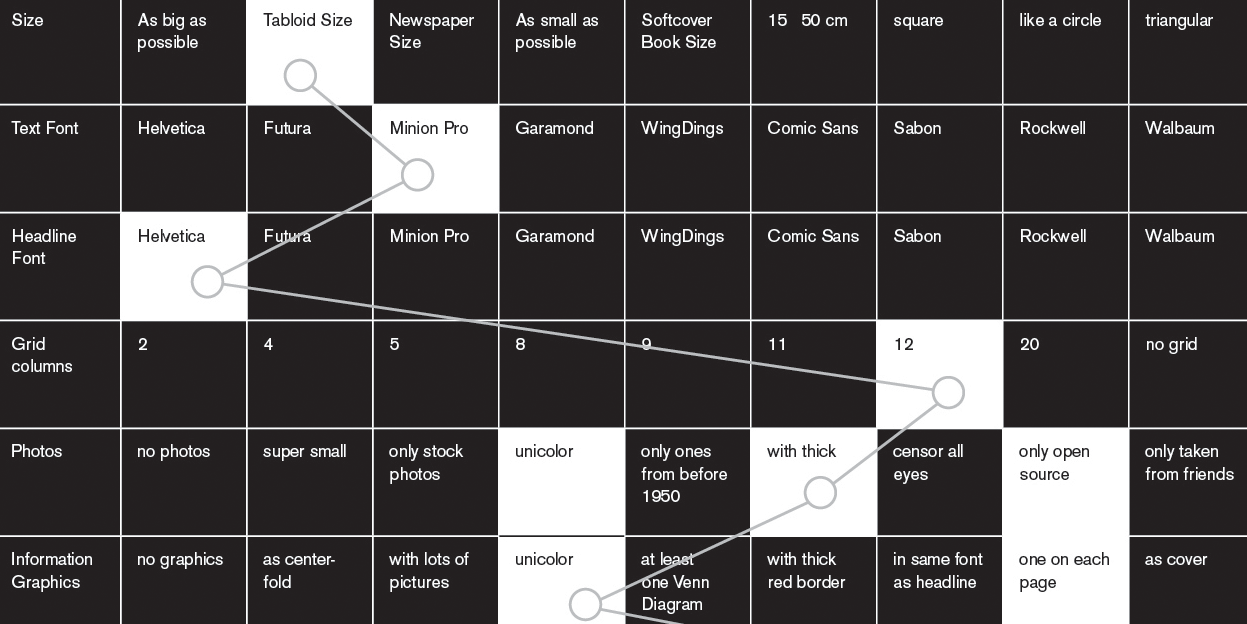 Size
As big as
possible
Tabloid Size
Newspaper
Size
As small as
possible
Softcover
Book Size
15 50 cm
square
like a circle
triangular
Text Font
Helvetica
Futura
Minion Pro
Garamond
WingDings
Comic Sans
Sabon
Rockwell
Walbaum
Headline
Font
Helvetica
Futura
Minion Pro
Garamond
WingDings
Comic Sans
Sabon
Rockwell
Walbaum
Grid
columns
2
4
5
8
9
11
12
20
no grid
Photos
no photos
super small
only stock
photos
unicolor
only ones
from before
1950
with thick
censor all
eyes
only open
source
only taken
from friends
Information
Graphics
no graphics
as center-
fold
with lots of
pictures
unicolor
at least
one Venn
Diagram
with thick
red border
in same font
as headline
one on each
page
as cover